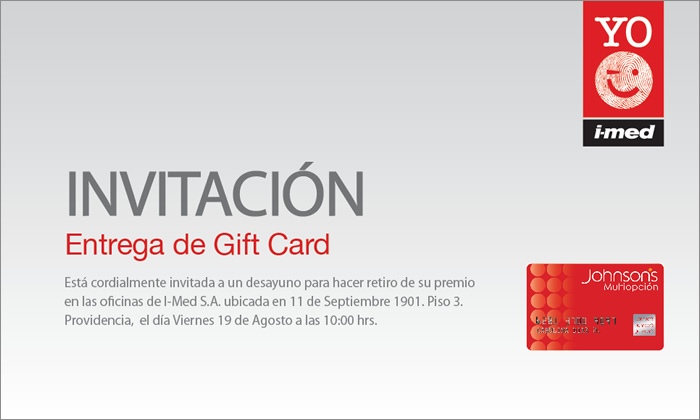 YO
i-med
INVITACIÓN
Entrega de Gift Card
Está cordialmente invitada a un desayuno para hacer retiro de su premio
en las oficinas de I-Med S.A. ubicada en 11 de Septiembre 1901. Piso 3.
Providencia, el día Viernes 19 de Agosto a las 10:00 hrs.
Johnson's
Multiopción